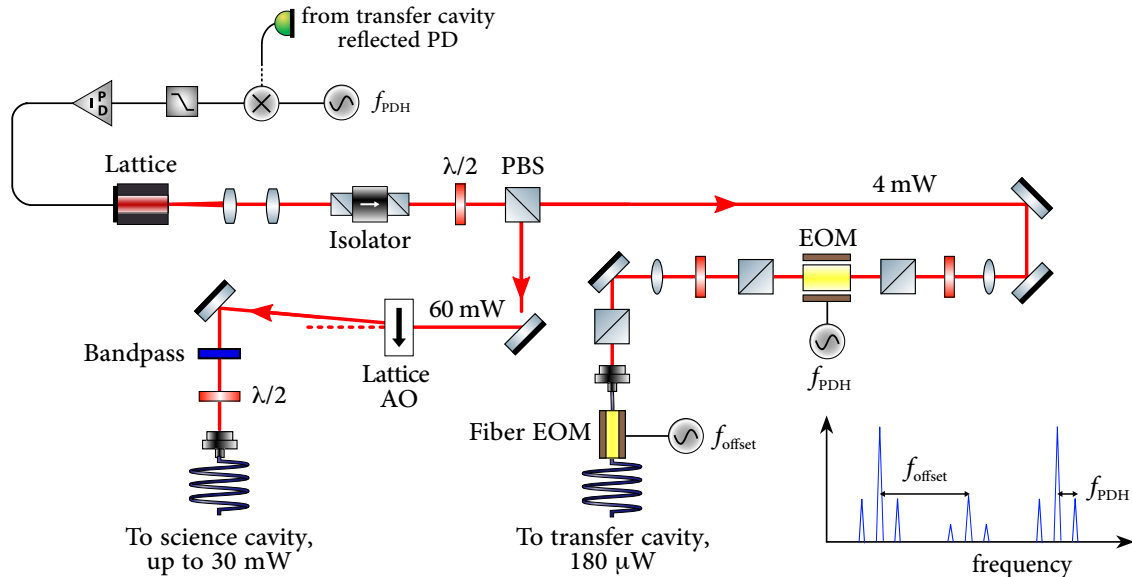 from transfer cavity
reflected PD
I P D
f_PDH
Lattice
Isolator
λ/2
PBS
4 mW
EOM
f_PDH
60 mW
Lattice
AO
Bandpass
λ/2
Fiber EOM
f_offset
To science cavity,
up to 30 mW
To transfer cavity,
180 μW
f_offset
f_PDH
frequency